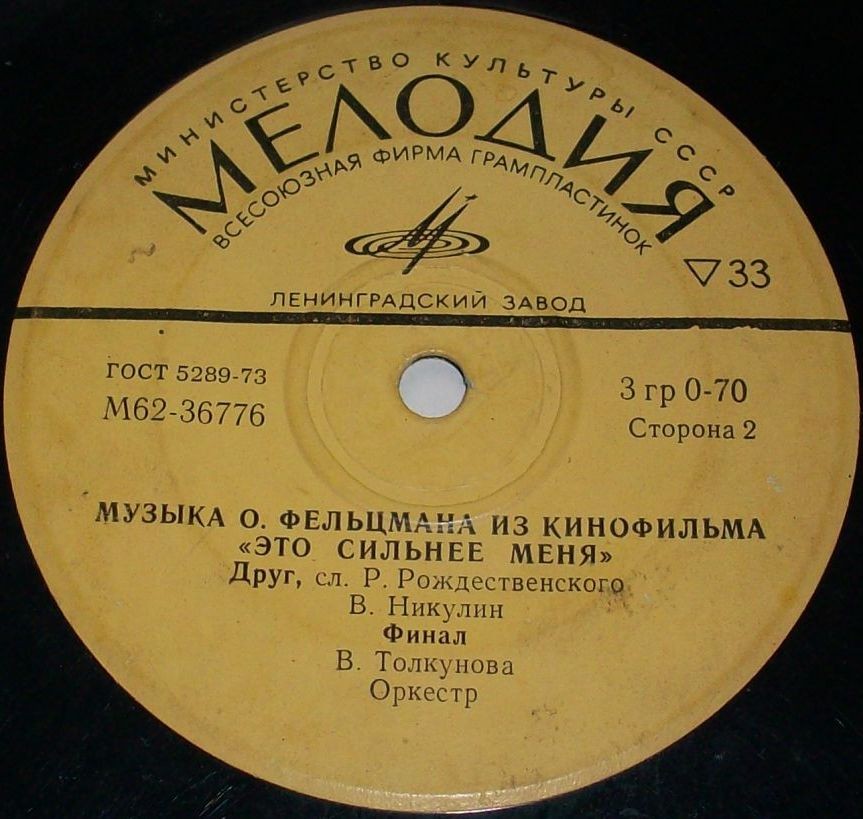 МИНИСТЕРСТВО КУЛЬТУРЫ СССР
МЕЛОДИЯ
ВСЕСОЮЗНАЯ ФИРМА ГРАМПЛАСТИНОК
▽33
ЛЕНИНГРАДСКИЙ ЗАВОД
ГОСТ 5289-73
М62-36776
3 гр 0-70
Сторона 2
МУЗЫКА О. ФЕЛЬЦМАНА ИЗ КИНОФИЛЬМА
«ЭТО СИЛЬНЕЕ МЕНЯ»
Друг, сл. Р. Рождественского
В. Никулин
Финал
В. Толкунова
Оркестр